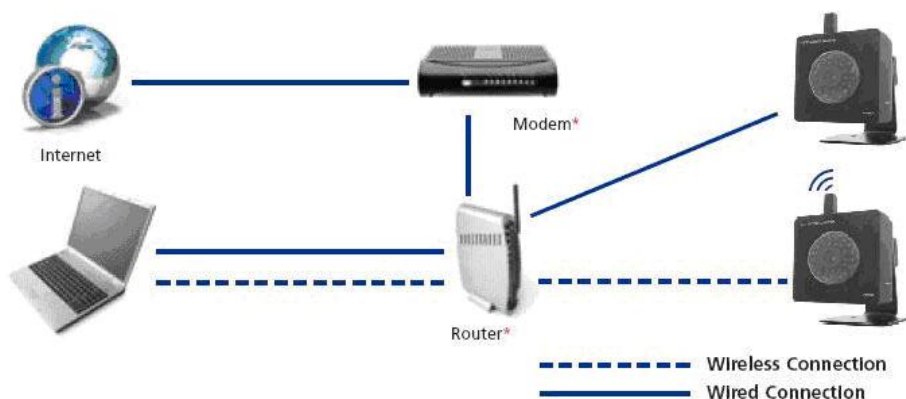 Internet
Modem*
Router*
Wireless Connection
Wired Connection